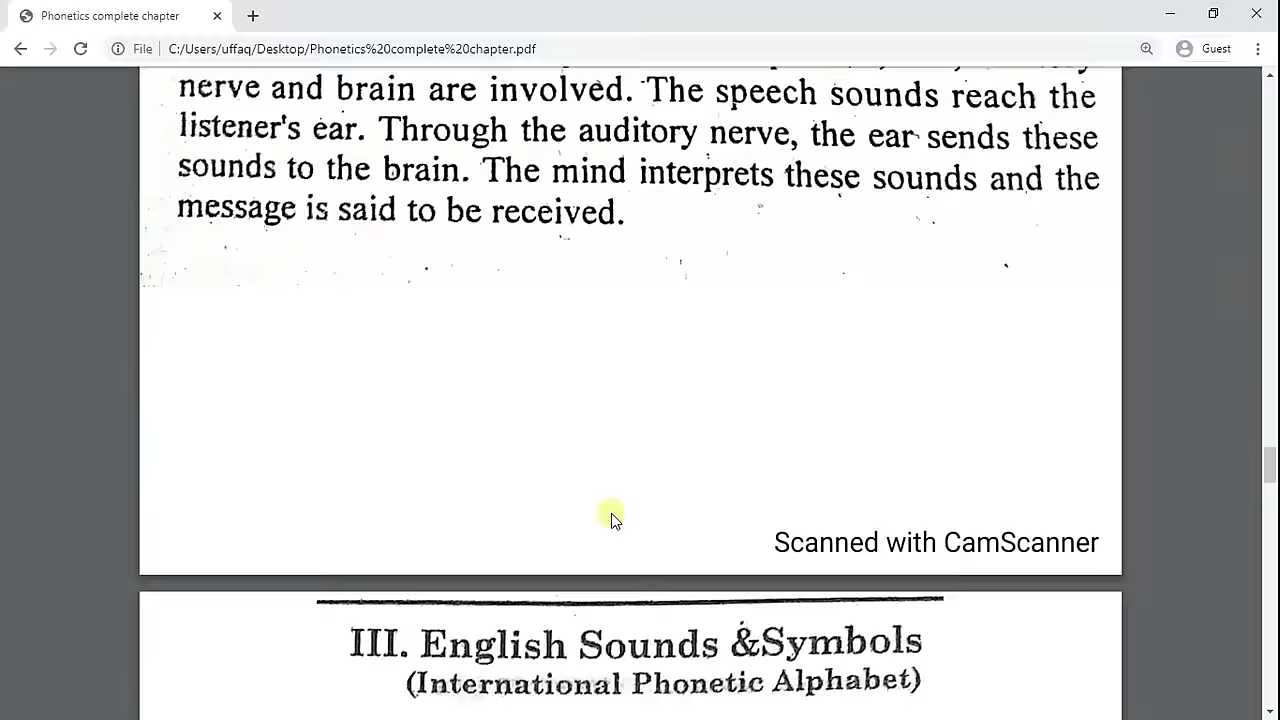 Phonetics complete chapter
File C:/Users/uffaq/Desktop/Phonetics%20complete%20chapter.pdf Guest
nerve and brain are involved. The speech sounds reach the
listener's ear. Through the auditory nerve, the ear sends these
sounds to the brain. The mind interprets these sounds and the
message is said to be received.
Scanned with CamScanner
III. English Sounds &Symbols
(International Phonetic Alphabet)